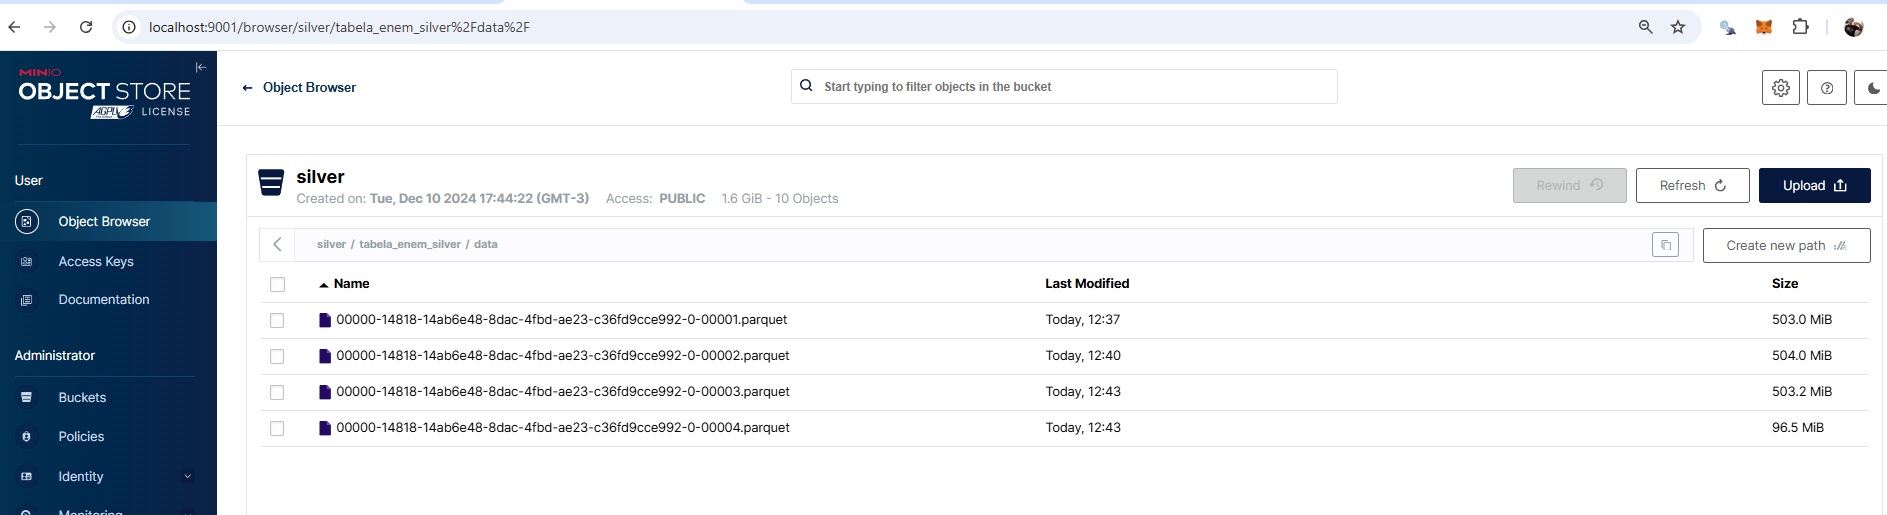 localhost:9001/browser/silver/tabela_enem_silver%2Fdata%2F
MINIO
OBJECT STORE
AGPLv3 LICENSE
Object Browser
Start typing to filter objects in the bucket
User
Object Browser
Access Keys
Documentation
Administrator
Buckets
Policies
Identity
Monitoring
silver
Created on: Tue, Dec 10 2024 17:44:22 (GMT-3) Access: PUBLIC 1.6 GiB - 10 Objects
Rewind
Refresh
Upload
silver / tabela_enem_silver / data
Create new path
Name Last Modified Size
00000-14818-14ab6e48-8dac-4fbd-ae23-c36fd9cce992-0-00001.parquet Today, 12:37 503.0 MiB
00000-14818-14ab6e48-8dac-4fbd-ae23-c36fd9cce992-0-00002.parquet Today, 12:40 504.0 MiB
00000-14818-14ab6e48-8dac-4fbd-ae23-c36fd9cce992-0-00003.parquet Today, 12:43 503.2 MiB
00000-14818-14ab6e48-8dac-4fbd-ae23-c36fd9cce992-0-00004.parquet Today, 12:43 96.5 MiB